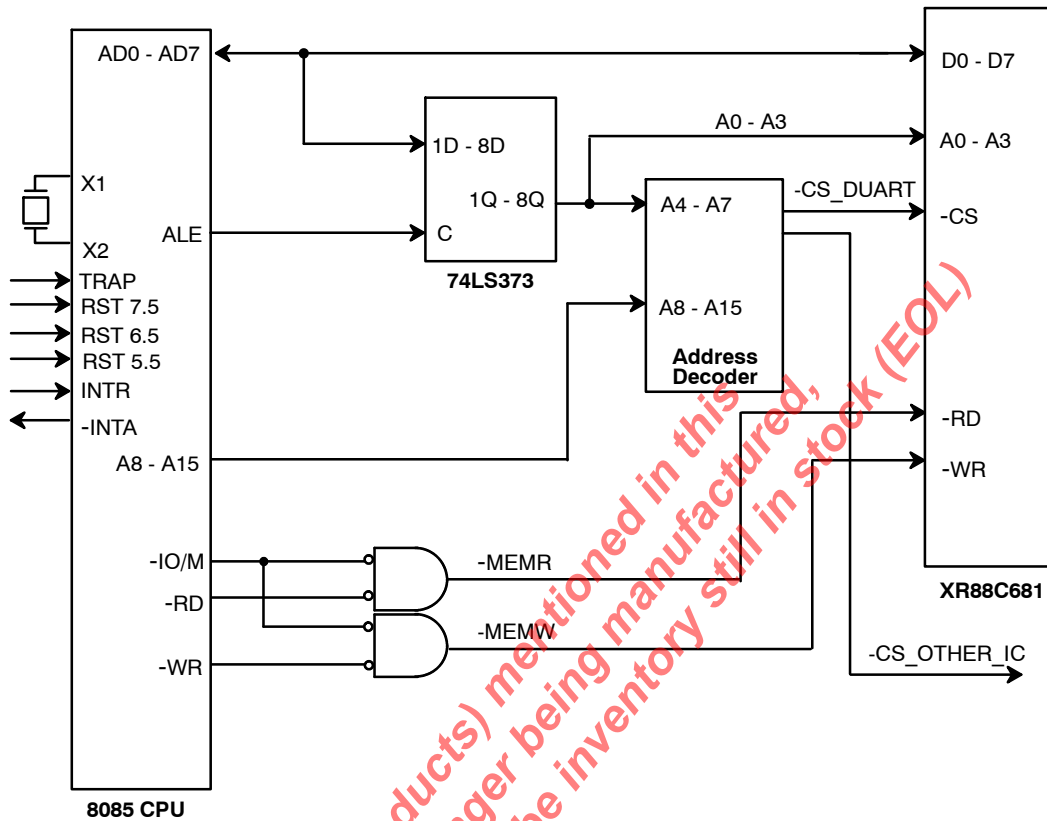 AD0 - AD7
D0 - D7
1D - 8D
A0 - A3
A0 - A3
X1
1Q - 8Q
A4 - A7
-CS_DUART
-CS
X2
ALE
C
74LS373
TRAP
RST 7.5
A8 - A15
RST 6.5
RST 5.5
Address
Decoder
INTR
-RD
-INTA
A8 - A15
-WR
-IO/M
-MEMR
-RD
XR88C681
-MEMW
-WR
-CS_OTHER_IC
8085 CPU
ducts) mentioned in this
ger being manufactured,
be inventory still in stock (EOL)